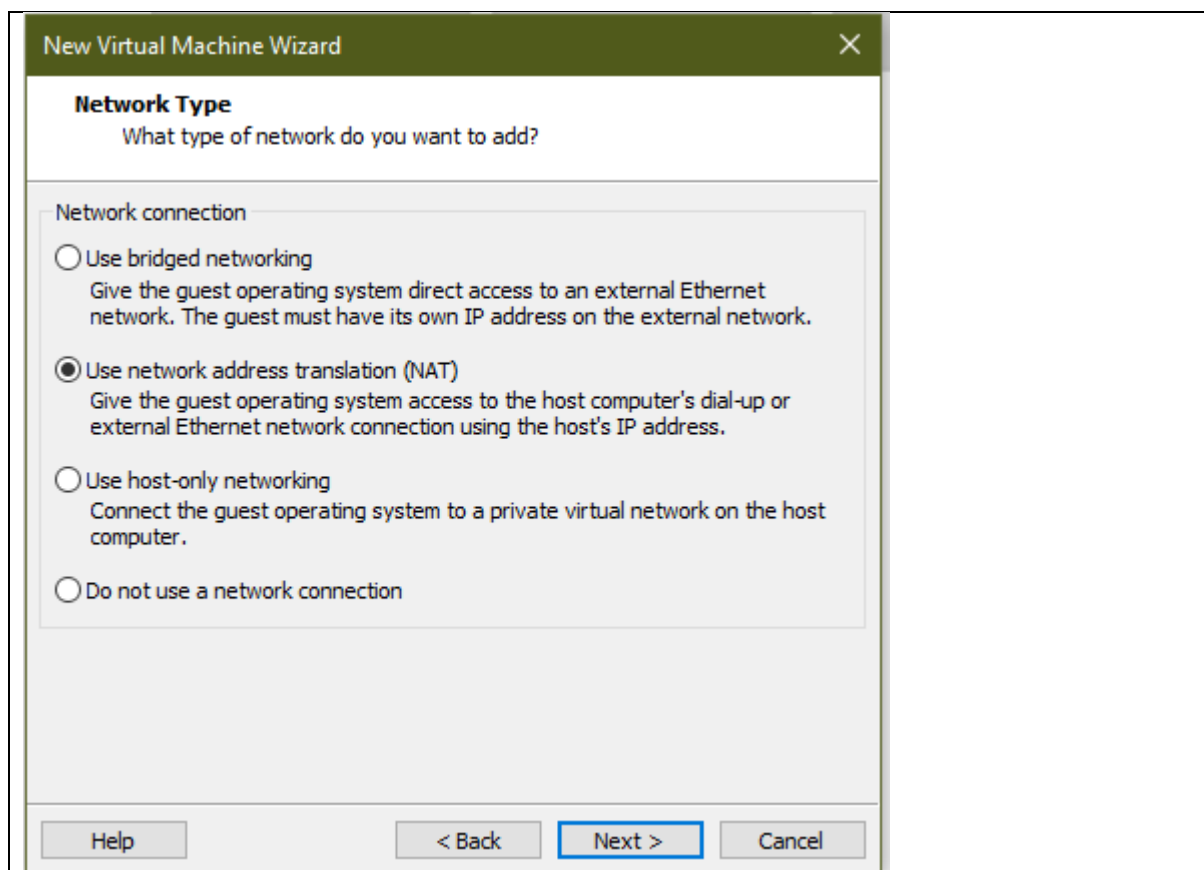 New Virtual Machine Wizard
Network Type
What type of network do you want to add?
Network connection
Use bridged networking
Give the guest operating system direct access to an external Ethernet
network. The guest must have its own IP address on the external network.
Use network address translation (NAT)
Give the guest operating system access to the host computer's dial-up or
external Ethernet network connection using the host's IP address.
Use host-only networking
Connect the guest operating system to a private virtual network on the host
computer.
Do not use a network connection
Help < Back Next > Cancel